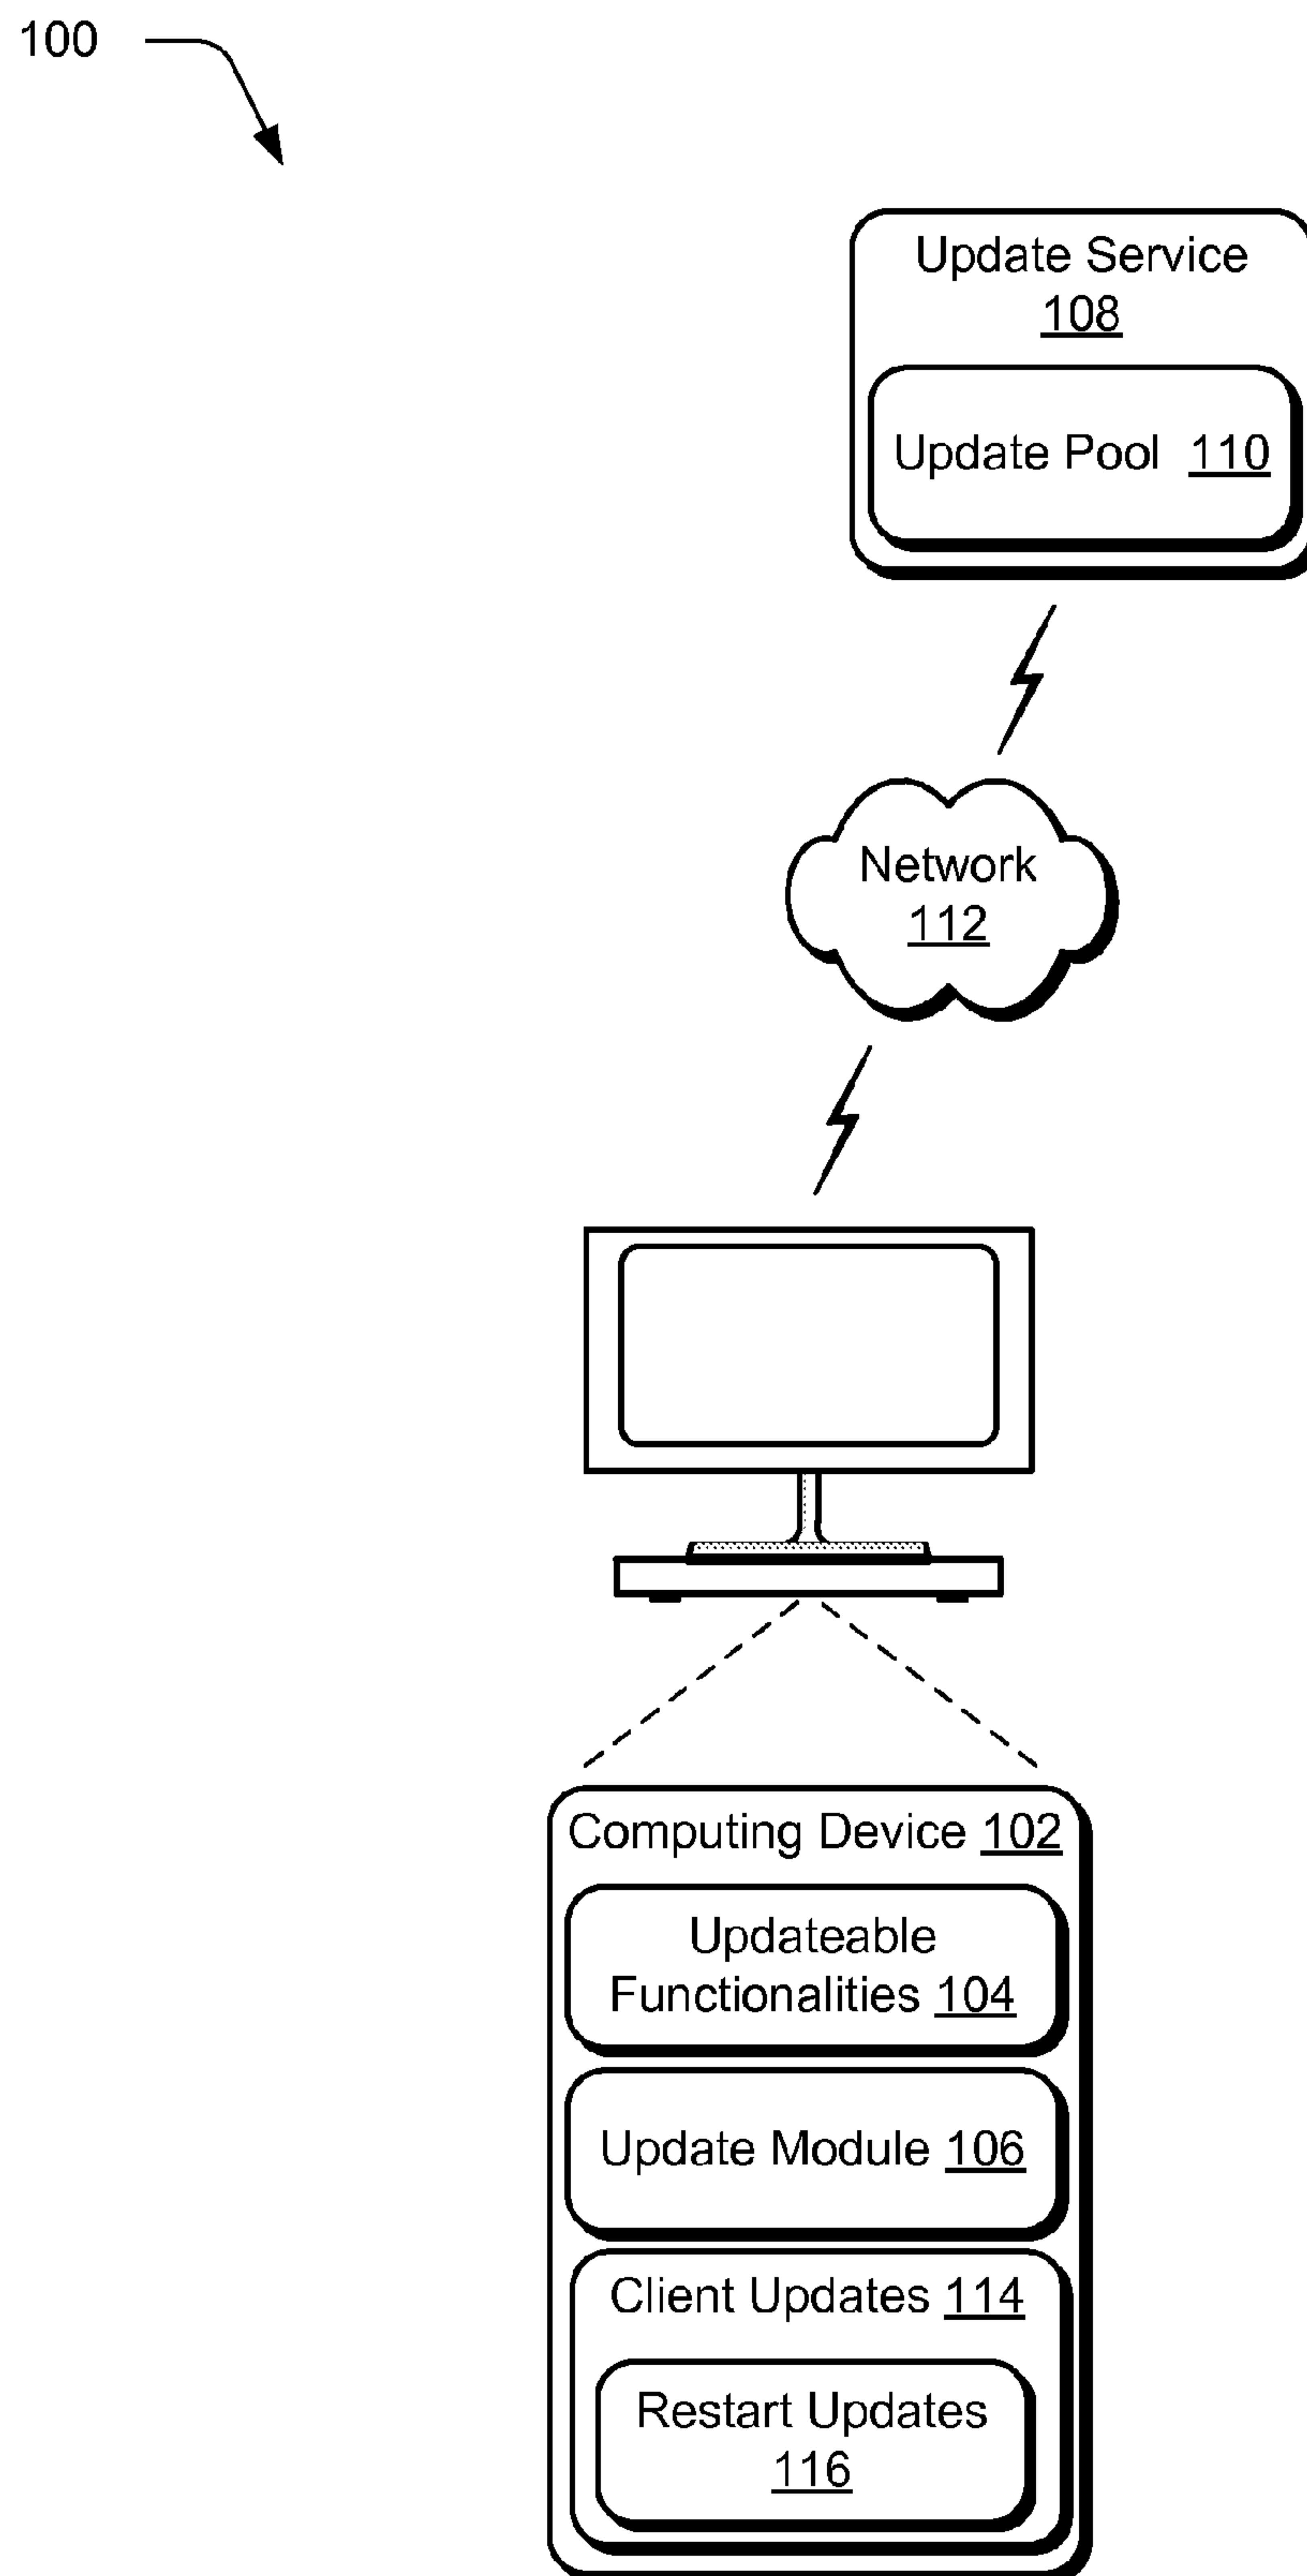 100
Update Service
108
Update Pool 110
Network
112
Computing Device 102
Updateable
Functionalities 104
Update Module 106
Client Updates 114
Restart Updates
116